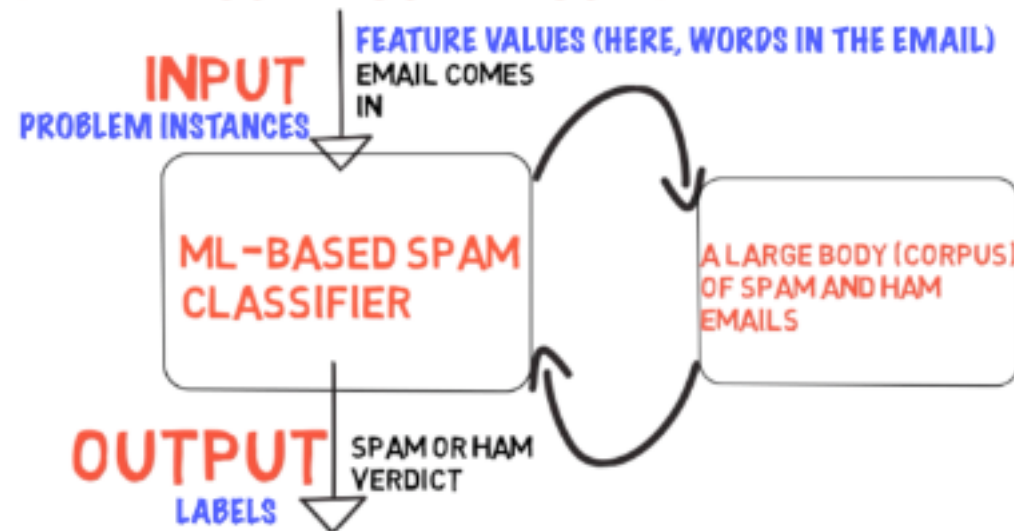 FEATURE VALUES (HERE, WORDS IN THE EMAIL)
INPUT
EMAIL COMES
IN
PROBLEM INSTANCES
ML-BASED SPAM
CLASSIFIER
A LARGE BODY (CORPUS)
OF SPAM AND HAM
EMAILS
OUTPUT
SPAM OR HAM
VERDICT
LABELS